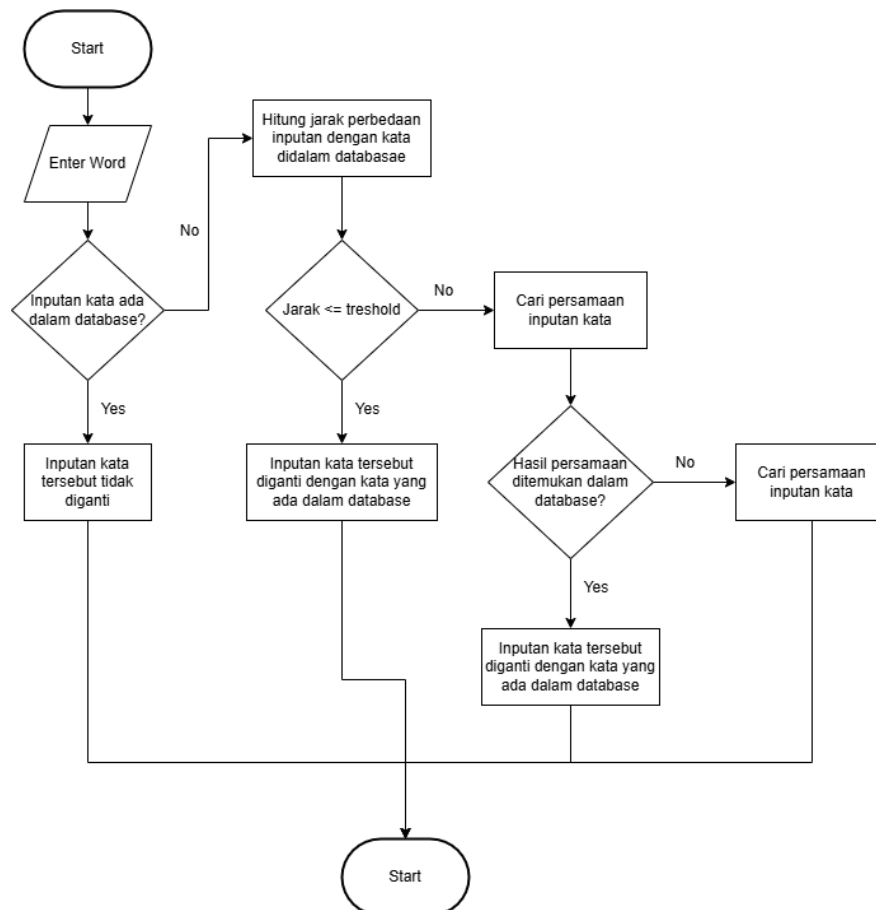 Start
Enter Word
Inputan kata ada
dalam database?
Yes
Inputan kata
tersebut tidak
diganti
No
Hitung jarak perbedaan
inputan dengan kata
didalam databasae
Jarak <= treshold
Yes
Inputan kata tersebut
diganti dengan kata yang
ada dalam database
No
Cari persamaan
inputan kata
Hasil persamaan
ditemukan dalam
database?
Yes
Inputan kata tersebut
diganti dengan kata yang
ada dalam database
No
Cari persamaan
inputan kata
Start